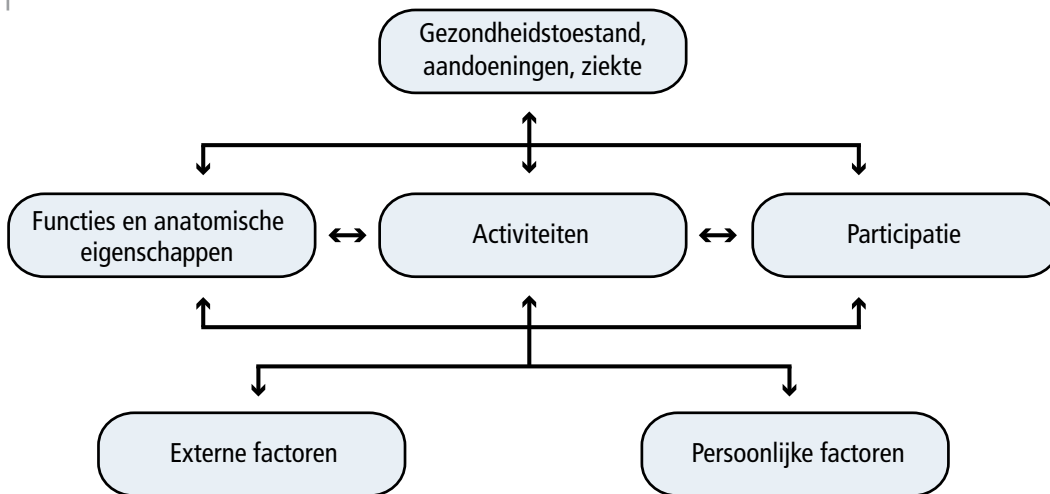 Gezondheidstoestand,
aandoeningen, ziekte
Functies en anatomische
eigenschappen
Activiteiten
Participatie
Externe factoren
Persoonlijke factoren